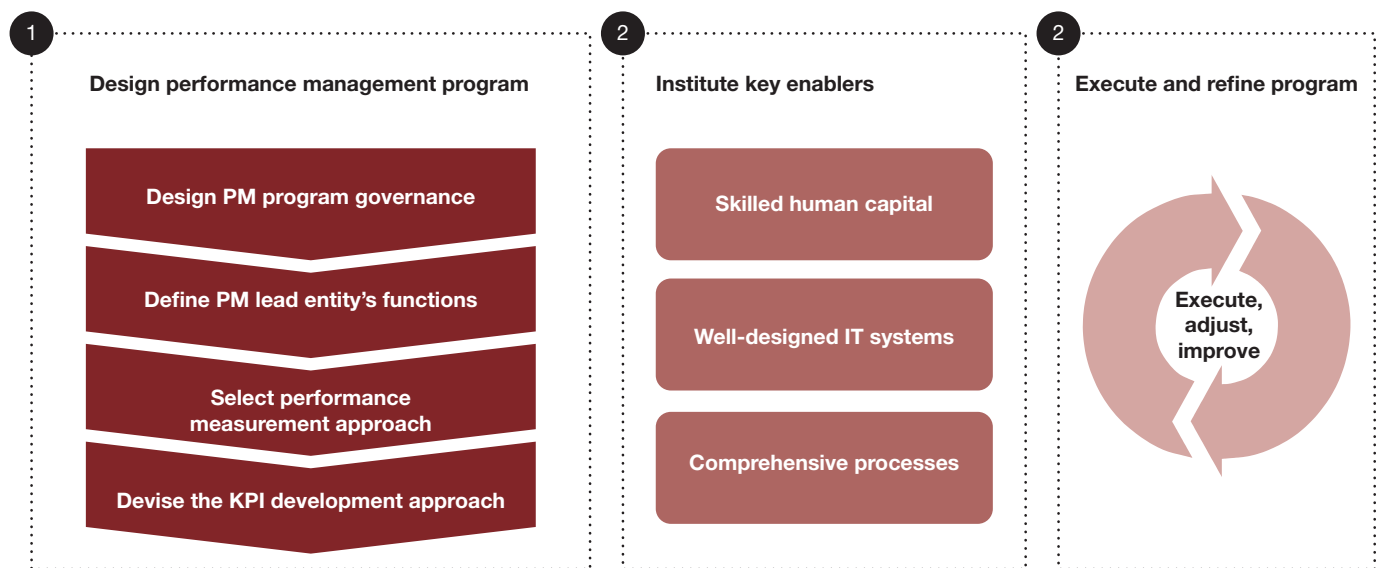 1
Design performance management program
Design PM program governance
Define PM lead entity's functions
Select performance
measurement approach
Devise the KPI development approach
2
Institute key enablers
Skilled human capital
Well-designed IT systems
Comprehensive processes
2
Execute and refine program
Execute,
adjust,
improve